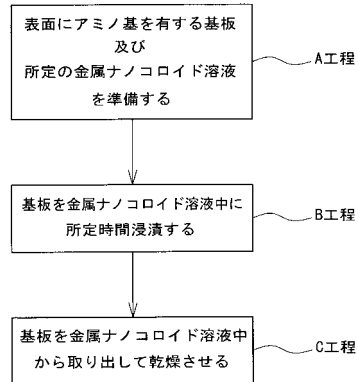 表面にアミノ基を有する基板
及び
所定の金属ナノコロイド溶液
を準備する
A工程
基板を金属ナノコロイド溶液中に
所定時間浸漬する
B工程
基板を金属ナノコロイド溶液中
から取り出して乾燥させる
C工程